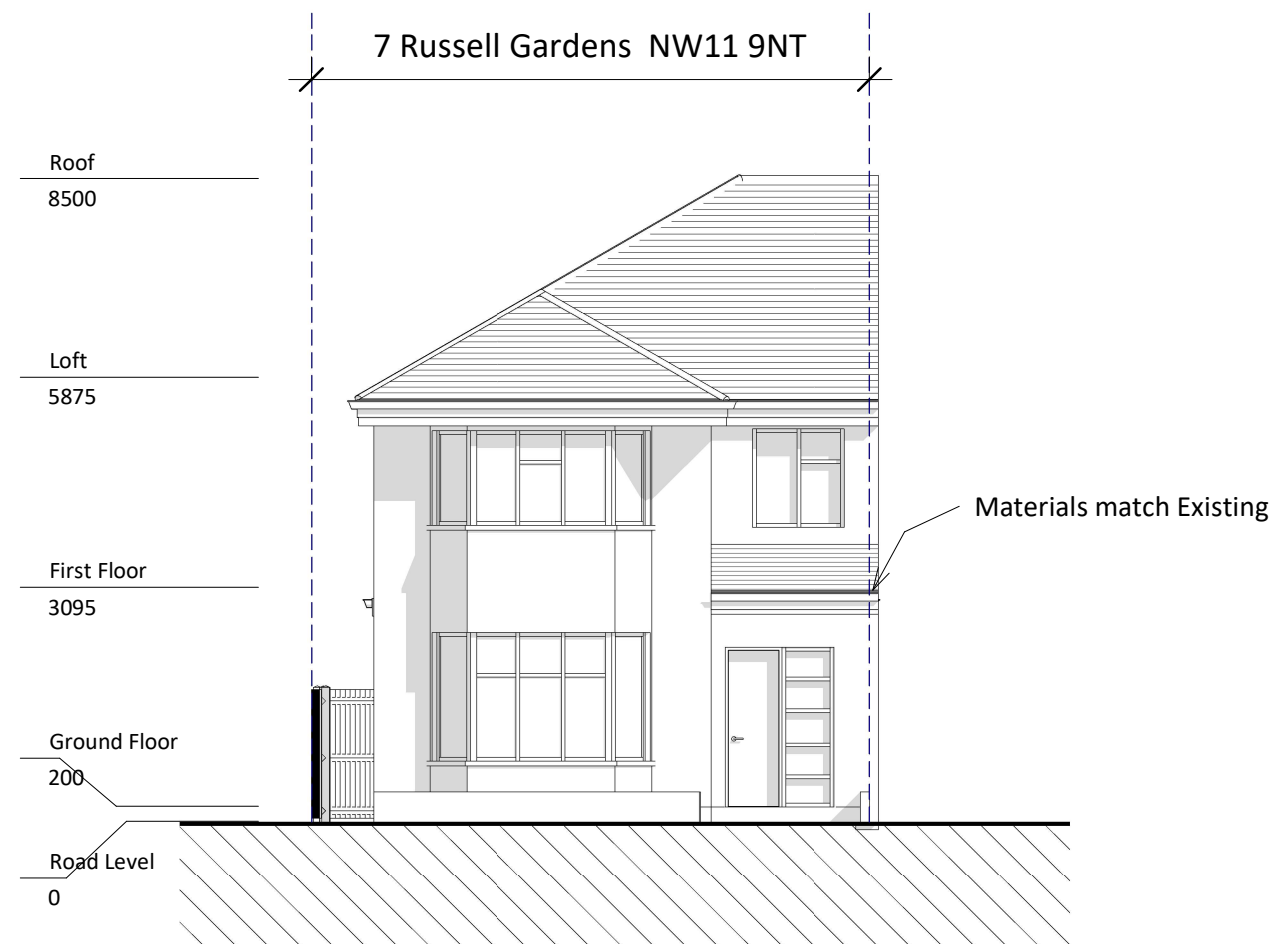 7 Russell Gardens  NW11 9NT
Roof
8500
Loft
5875
Materials match Existing
First Floor
3095
Ground Floor
200
Road Level
0